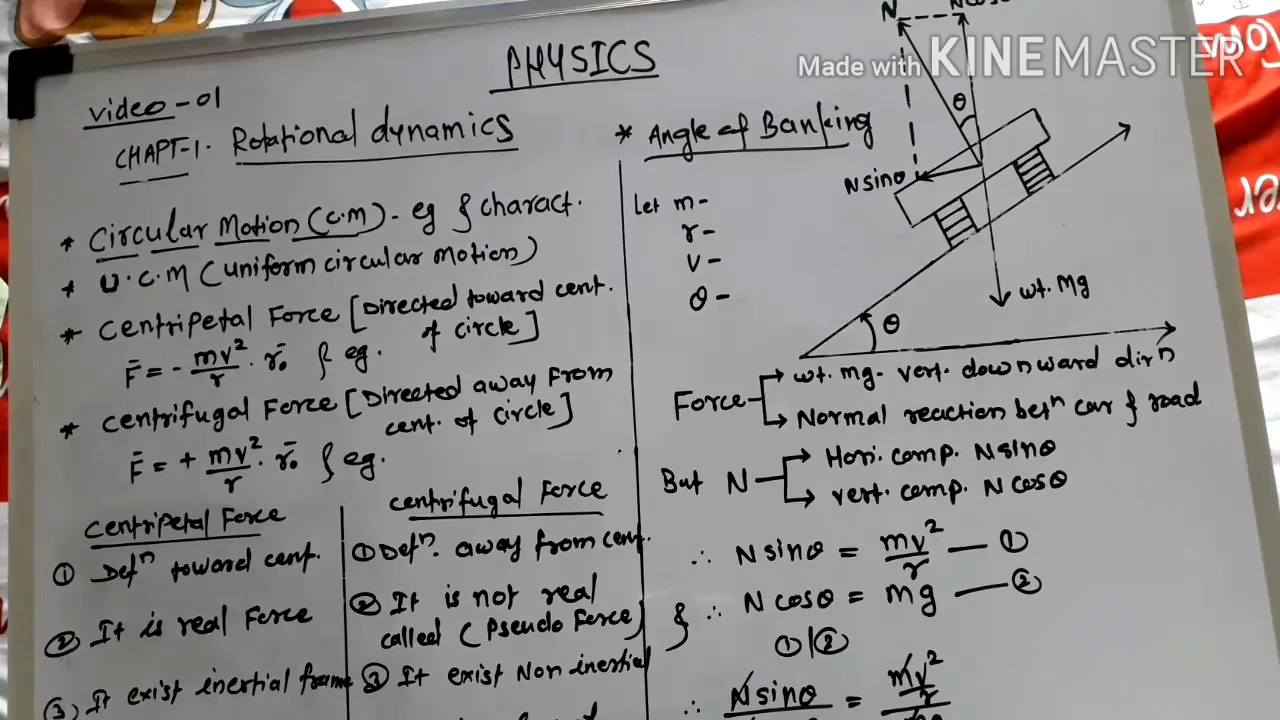 PHYSICS
Made with KINEMASTER
video-01
CHAPT-1. Rotational dynamics
* Circular Motion (C.M) - eg & charact.
* U.C.M (uniform circular motion)
* Centripetal Force [Directed toward cent. of circle]
F̄ = - mv²/r · r̄₀ & eg.
* Centrifugal Force [Directed away from cent. of circle]
F̄ = + mv²/r · r̄₀ & eg.
Centripetal Force
① Defⁿ toward cent.
② It is real Force
③ It exist inertial frame
centrifugal Force
① Defⁿ. away from cent.
② It is not real
called (Pseudo Force)
③ It exist Non inertial
* Angle of Banking
Let m-
r-
v-
θ-
N
Ncosθ
θ
Nsinθ
wt. Mg
θ
Force → wt. mg. vert. downward dirⁿ
→ Normal reaction betⁿ car & road
But N → Hori. comp. Nsinθ
→ vert. comp. N cosθ
∴ N sinθ = mv²/r — ①
& ∴ N cosθ = mg — ②
①/②
∴ N sinθ = mv²/r